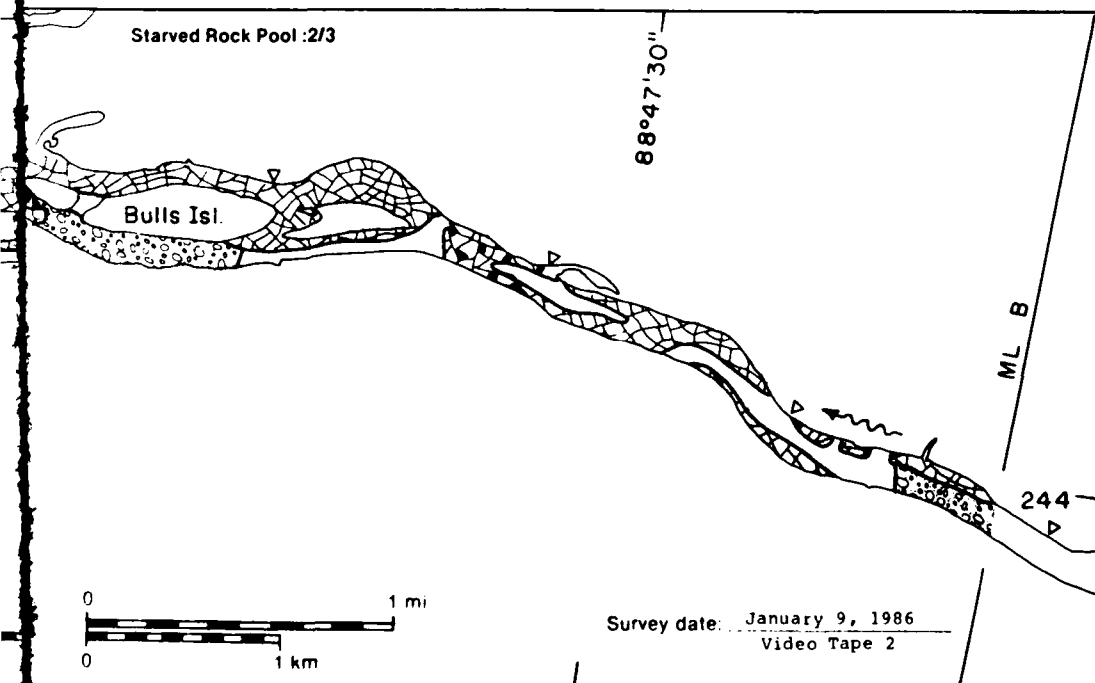 Starved Rock Pool :2/3
88°47'30"
Bulls Isl.
ML B
244
0 1 mi
0 1 km
Survey date: January 9, 1986
Video Tape 2